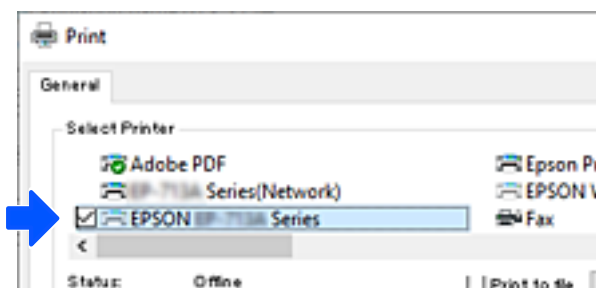 Print
General
Select Printer
Adobe PDF
Epson P
Series(Network)
EPSON
EPSON Series
Fax
Status: Offline
Print to file